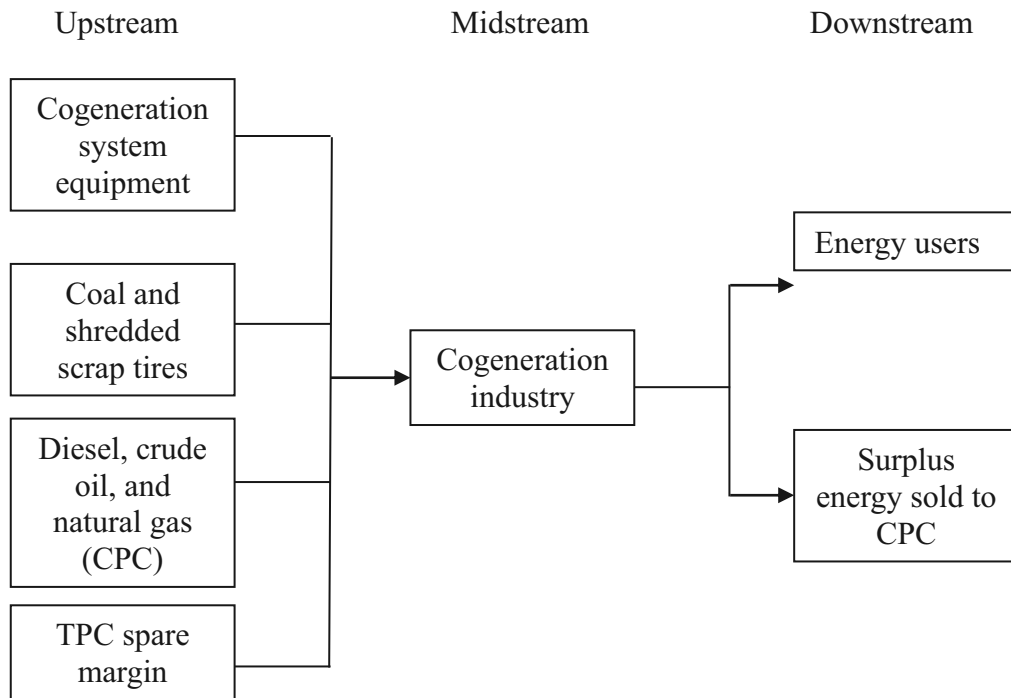 Upstream
Midstream
Downstream
Cogeneration
system
equipment
Coal and
shredded
scrap tires
Diesel, crude
oil, and
natural gas
(CPC)
TPC spare
margin
Cogeneration
industry
Energy users
Surplus
energy sold to
CPC